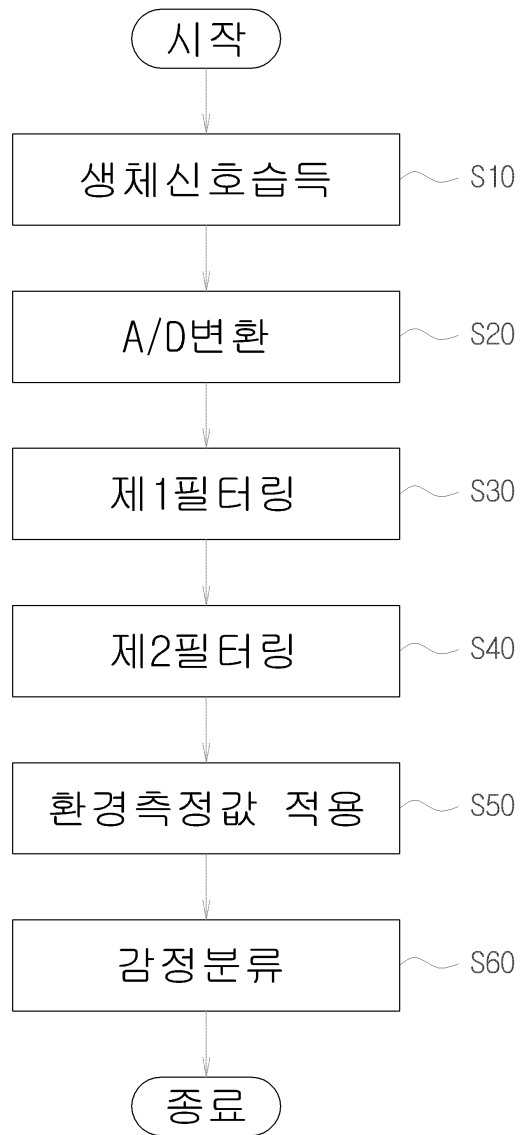 시작
생체신호습득
S10
A/D변환
S20
제1필터링
S30
제2필터링
S40
환경측정값 적용
S50
감정분류
S60
종료